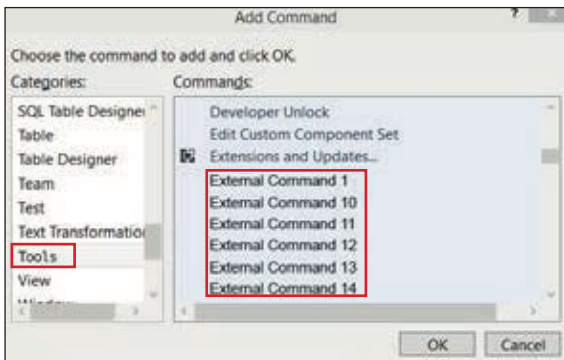 Add Command
?
Choose the command to add and click OK.
Categories:
Commands:
SQL Table Designer
Table
Table Designer
Team
Test
Text Transformation
Tools
View
Developer Unlock
Edit Custom Component Set
Extensions and Updates...
External Command 1
External Command 10
External Command 11
External Command 12
External Command 13
External Command 14
OK
Cancel